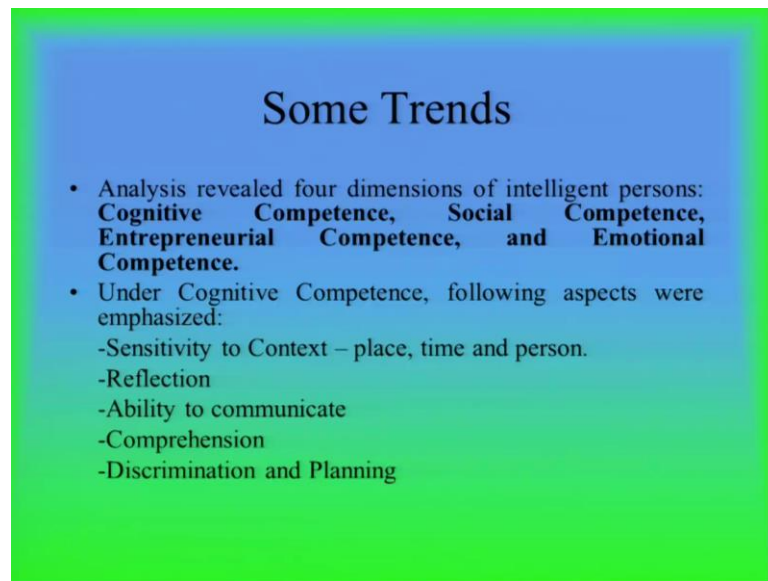 Some Trends
• Analysis revealed four dimensions of intelligent persons:
Cognitive Competence, Social Competence,
Entrepreneurial Competence, and Emotional
Competence.
• Under Cognitive Competence, following aspects were
emphasized:
-Sensitivity to Context – place, time and person.
-Reflection
-Ability to communicate
-Comprehension
-Discrimination and Planning